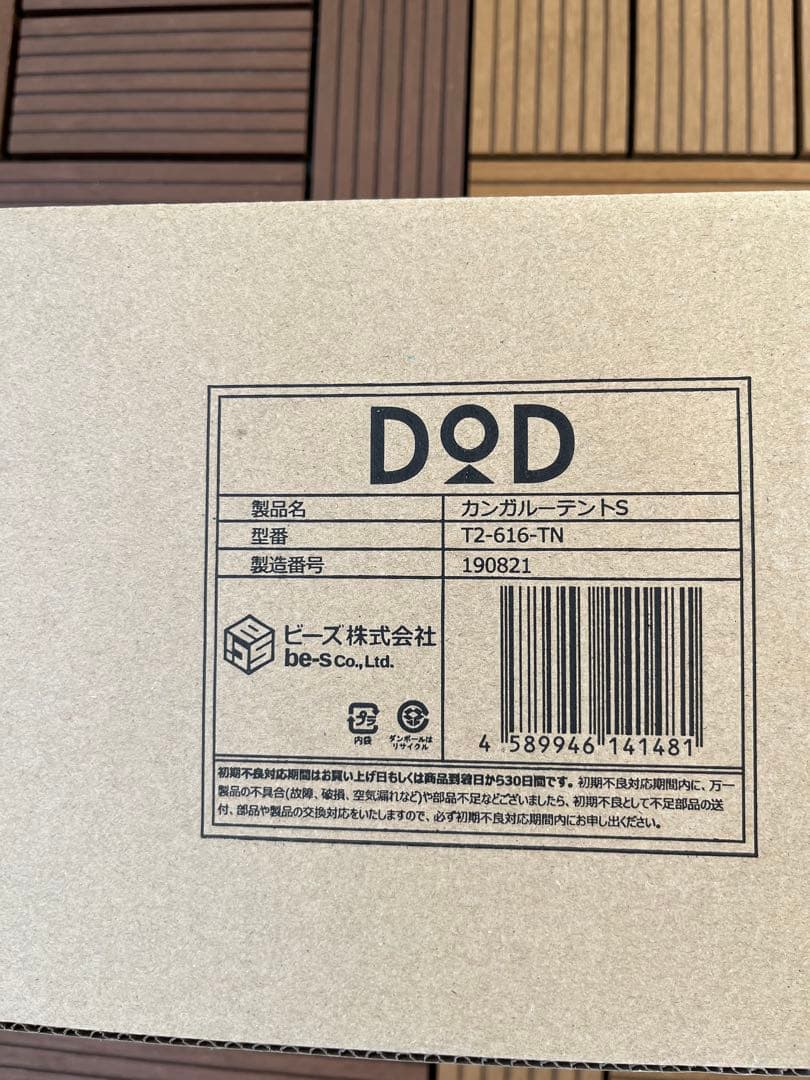 DOD
製品名 カンガルーテントS
型番 T2-616-TN
製造番号 190821
ビーズ株式会社
be-s Co.,Ltd.
プラ
内袋
ダンボールは
リサイクル
4 589946 141481
初期不良対応期間はお買い上げ日もしくは商品到着日から30日間です。初期不良対応期間内に、万一
製品の不具合(故障、破損、空気漏れなど)や部品不足などございましたら、初期不良として不足部品の送
付、部品や製品の交換対応をいたしますので、必ず初期不良対応期間内にお申し出ください。